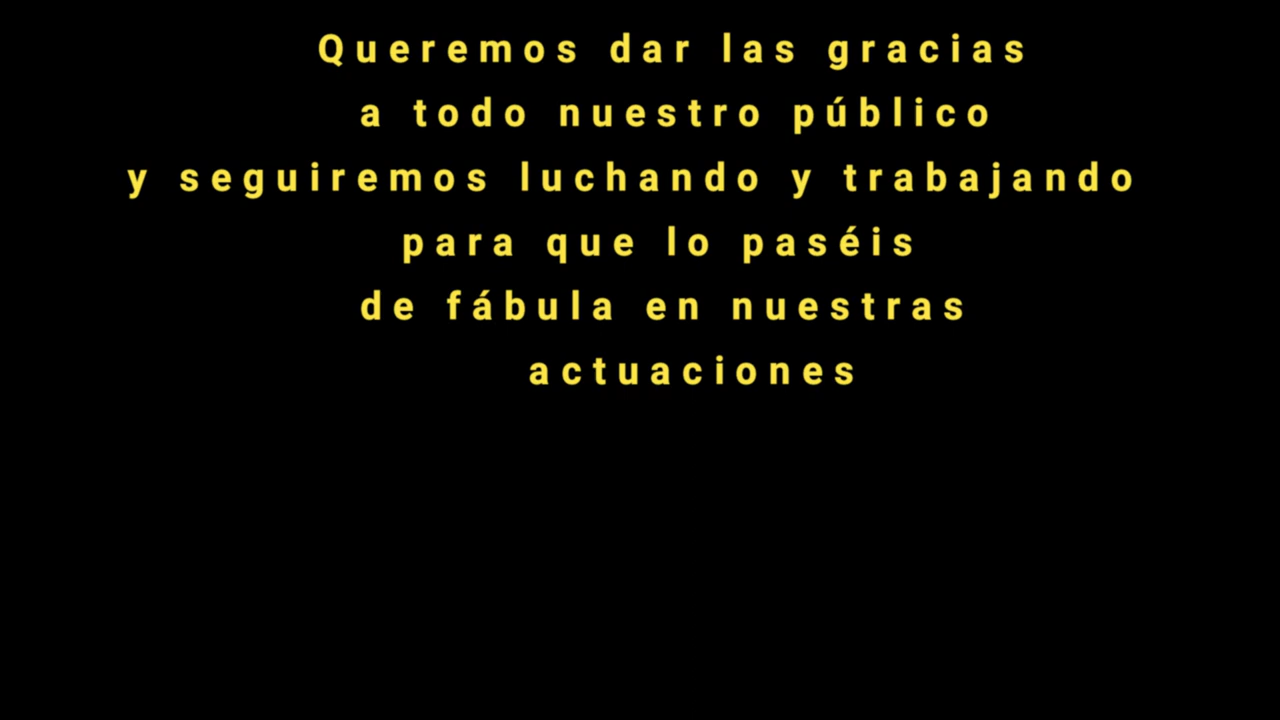 Queremos dar las gracias
a todo nuestro público
y seguiremos luchando y trabajando
para que lo paséis
de fábula en nuestras
actuaciones